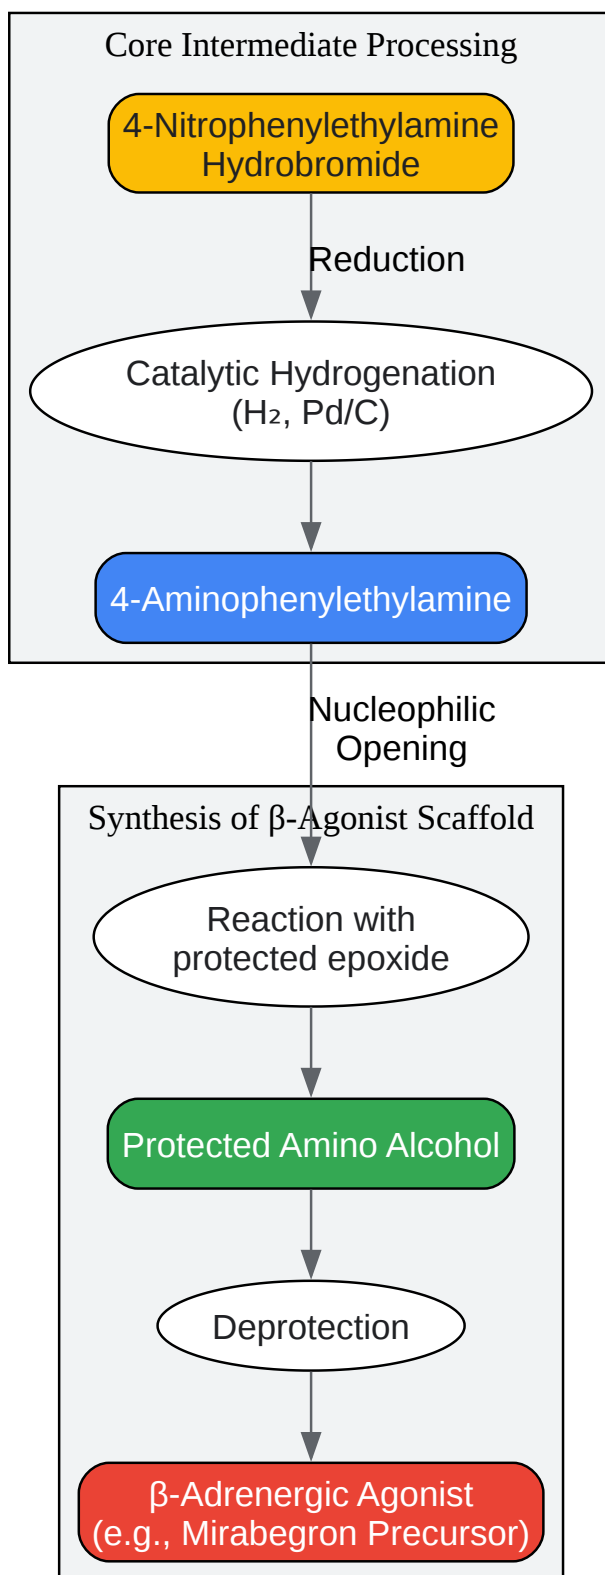 Core Intermediate Processing
4-Nitrophenylethylamine
Hydrobromide
Reduction
Catalytic Hydrogenation
(H₂, Pd/C)
4-Aminophenylethylamine
Nucleophilic
Opening
Synthesis of β-Agonist Scaffold
Reaction with
protected epoxide
Protected Amino Alcohol
Deprotection
β-Adrenergic Agonist
(e.g., Mirabegron Precursor)